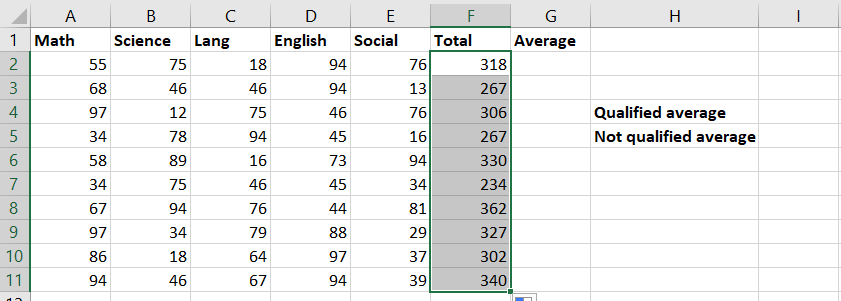 A B C D E F G H I
1 Math Science Lang English Social Total Average
2 55 75 18 94 76 318
3 68 46 46 94 13 267
4 97 12 75 46 76 306 Qualified average
5 34 78 94 45 16 267 Not qualified average
6 58 89 16 73 94 330
7 34 75 46 45 34 234
8 67 94 76 44 81 362
9 97 34 79 88 29 327
10 86 18 64 97 37 302
11 94 46 67 94 39 340